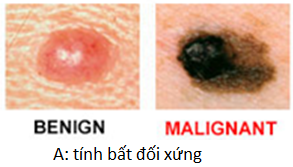 BENIGN MALIGNANT
A: tính bất đối xứng